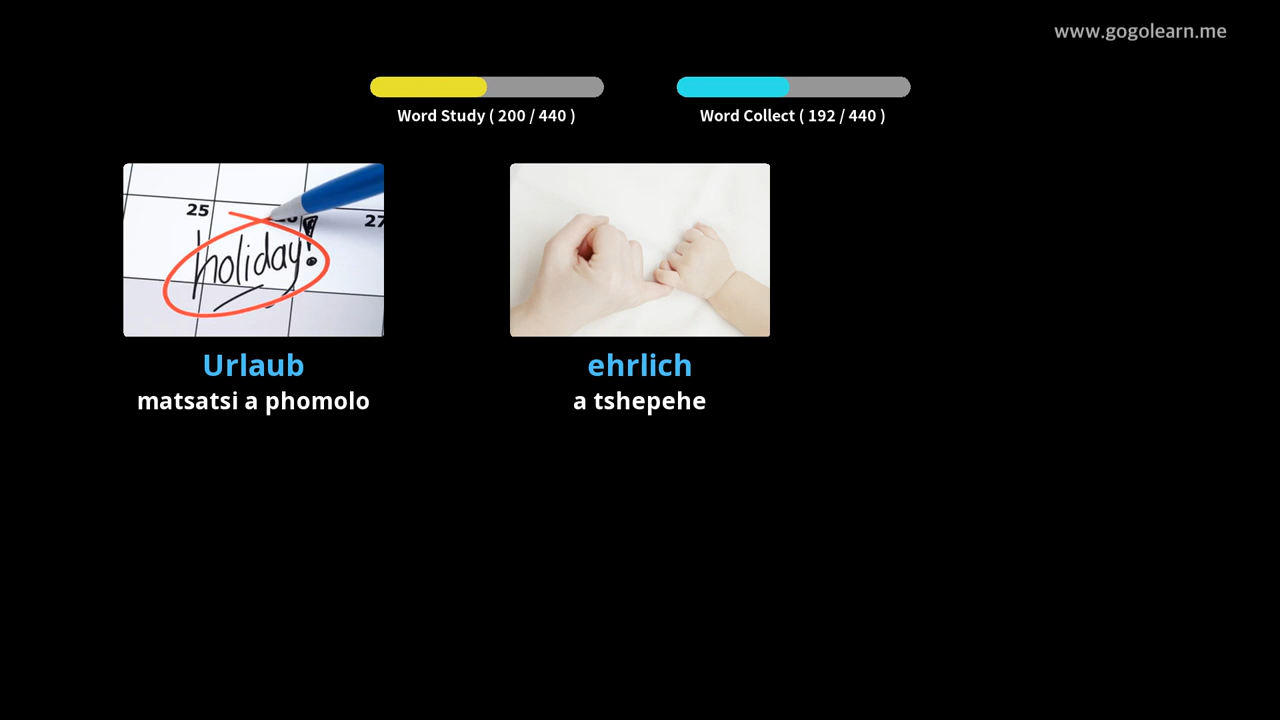 www.gogolearn.me
Word Study ( 200 / 440 )
Word Collect ( 192 / 440 )
25
27
holiday!
Urlaub
matsatsi a phomolo
ehrlich
a tshepehe